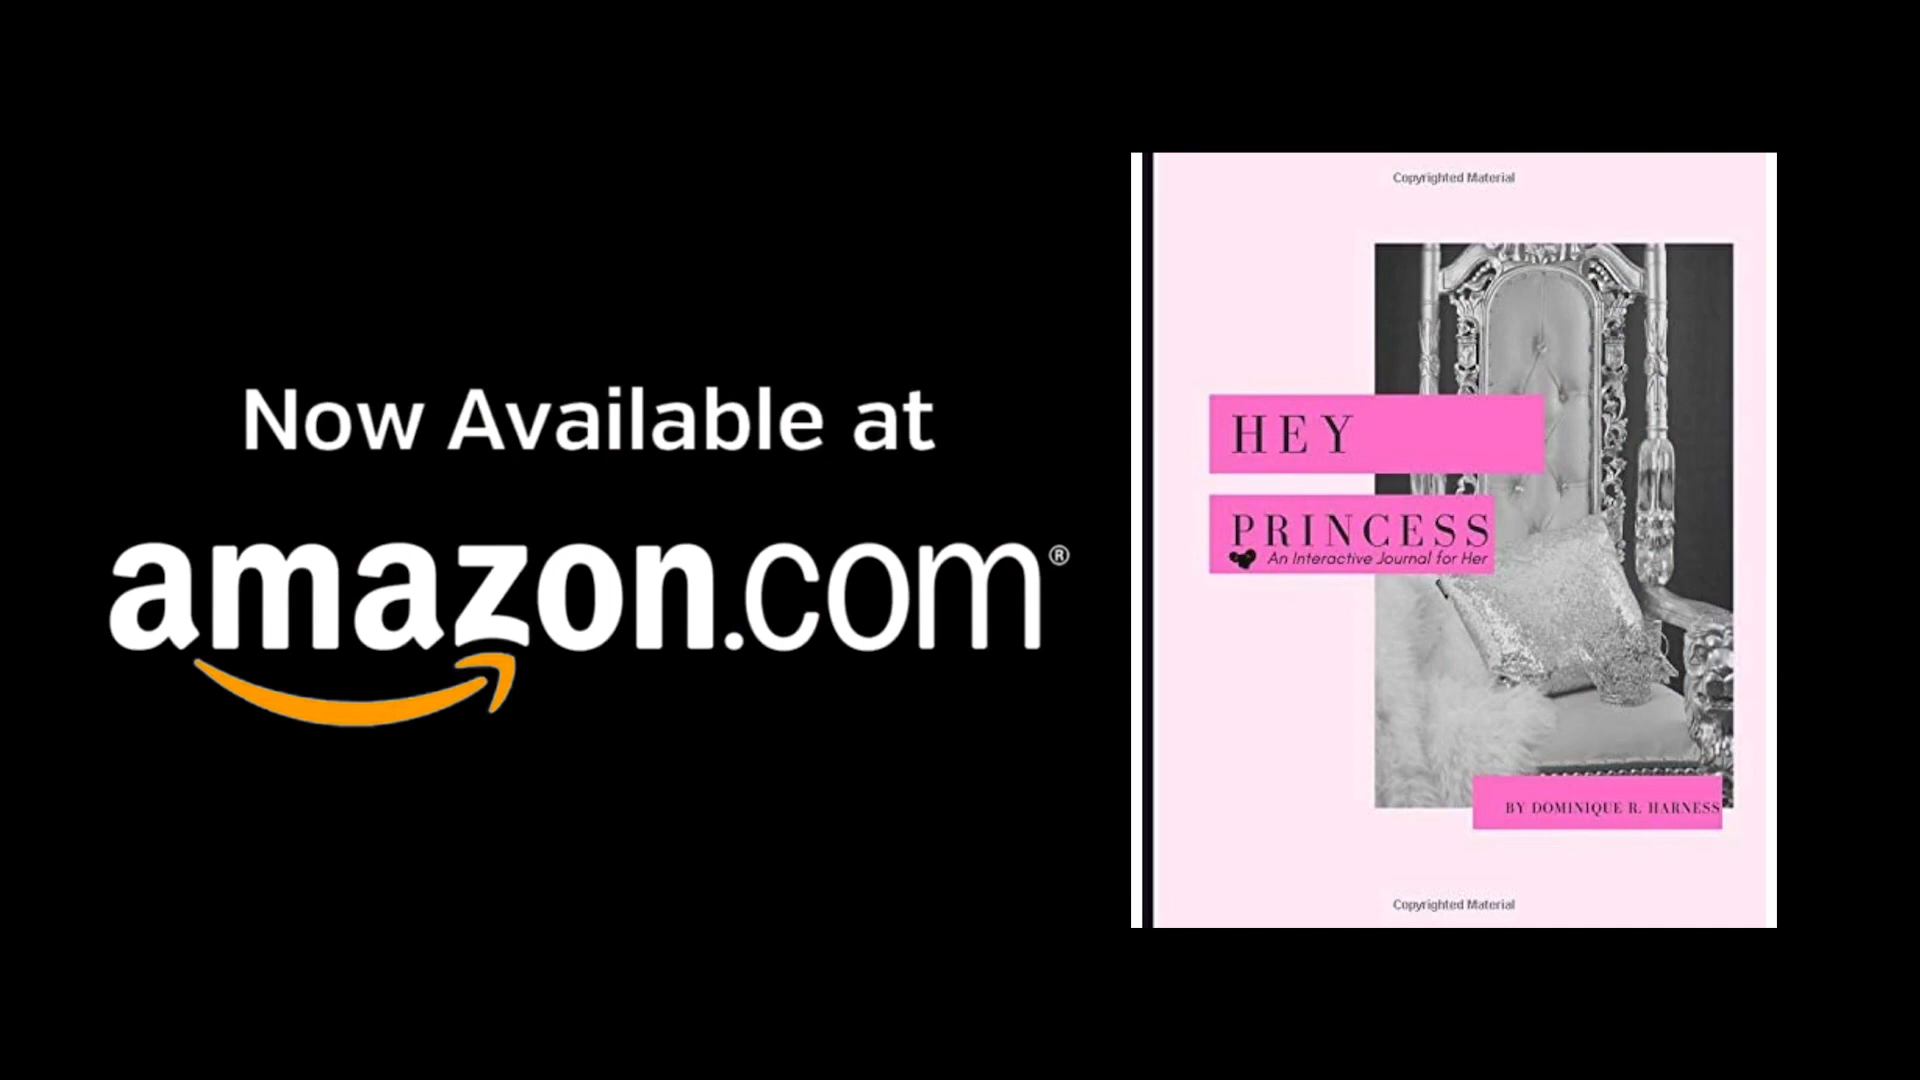 Now Available at
amazon.com®
Copyrighted Material
HEY
PRINCESS
An Interactive Journal for Her
BY DOMINIQUE R. HARNESS
Copyrighted Material